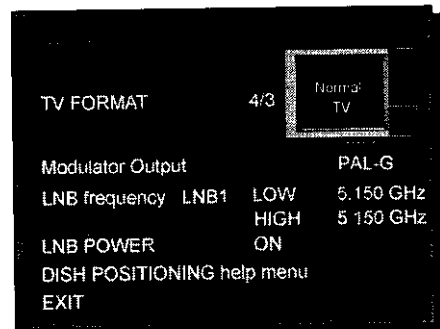 Normal
TV FORMAT 4/3 TV
Modulator Output PAL-G
LNB frequency LNB1 LOW 5.150 GHz
HIGH 5 150 GHz
LNB POWER ON
DISH POSITIONING help menu
EXIT